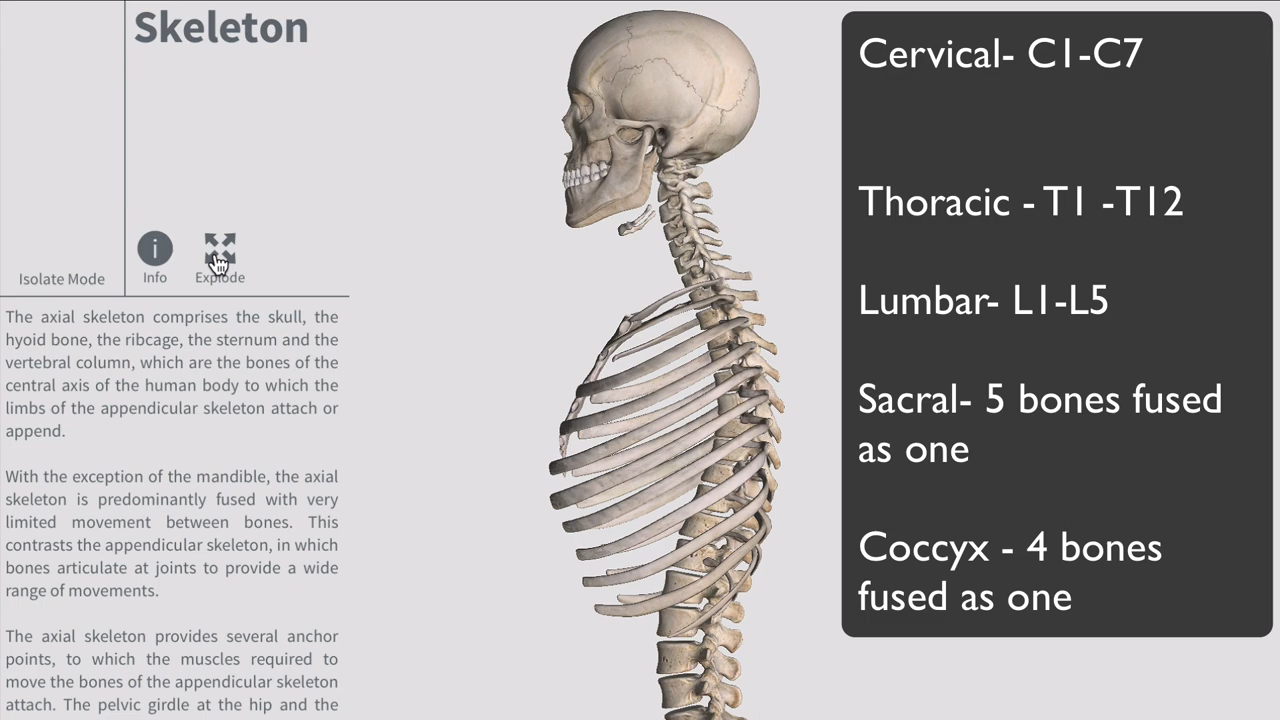 Skeleton
Isolate Mode
i
Info
Explode
The axial skeleton comprises the skull, the
hyoid bone, the ribcage, the sternum and the
vertebral column, which are the bones of the
central axis of the human body to which the
limbs of the appendicular skeleton attach or
append.
With the exception of the mandible, the axial
skeleton is predominantly fused with very
limited movement between bones. This
contrasts the appendicular skeleton, in which
bones articulate at joints to provide a wide
range of movements.
The axial skeleton provides several anchor
points, to which the muscles required to
move the bones of the appendicular skeleton
attach. The pelvic girdle at the hip and the
Cervical- C1-C7
Thoracic - T1 -T12
Lumbar- L1-L5
Sacral- 5 bones fused
as one
Coccyx - 4 bones
fused as one